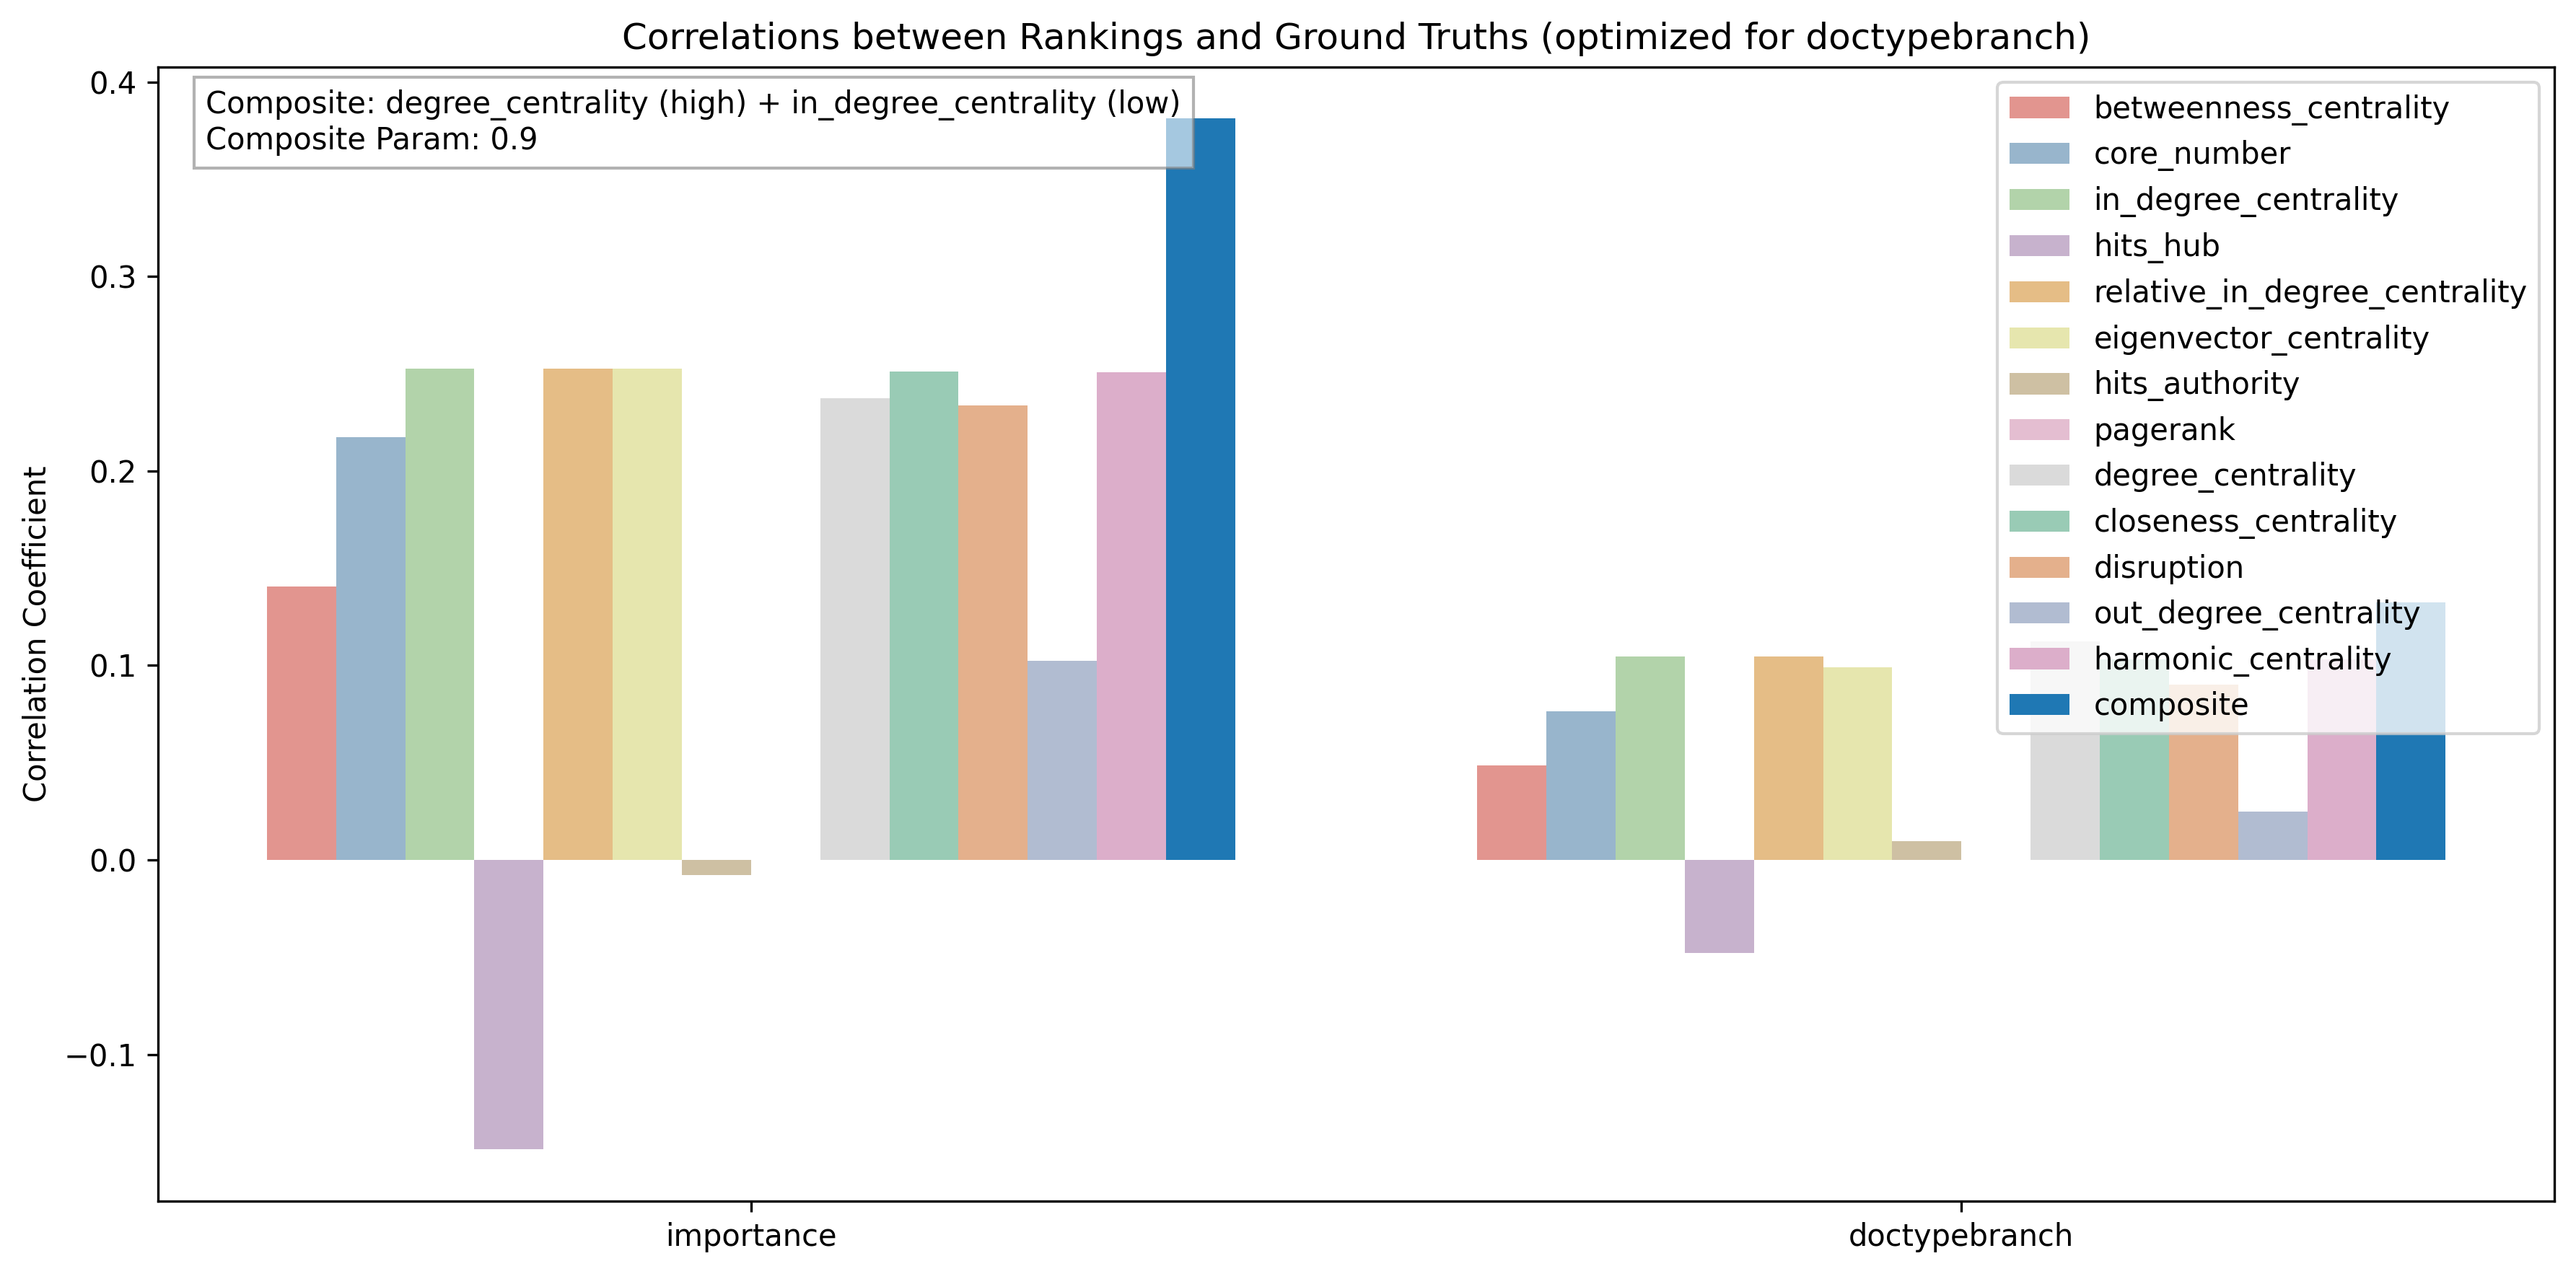 Correlations between Rankings and Ground Truths (optimized for doctypebranch)
Composite: degree_centrality (high) + in_degree_centrality (low)
Composite Param: 0.9
betweenness_centrality
core_number
in_degree_centrality
hits_hub
relative_in_degree_centrality
eigenvector_centrality
hits_authority
pagerank
degree_centrality
closeness_centrality
disruption
out_degree_centrality
harmonic_centrality
composite
Correlation Coefficient
0.4
0.3
0.2
0.1
0.0
−0.1
importance
doctypebranch